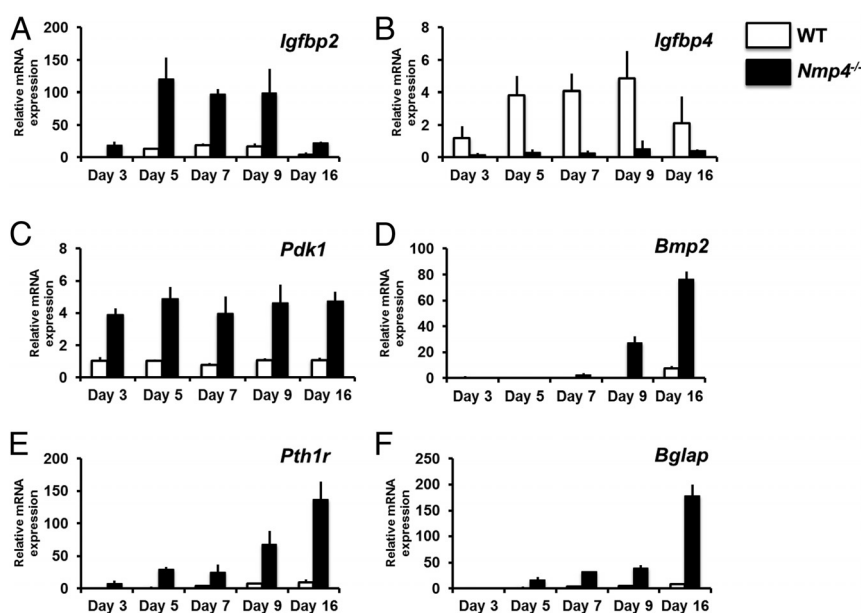 A
Igfbp2
Relative mRNA
expression
200
150
100
50
0
Day 3 Day 5 Day 7 Day 9 Day 16
B
Igfbp4
Relative mRNA
expression
8
6
4
2
0
Day 3 Day 5 Day 7 Day 9 Day 16
WT
Nmp4-/-
C
Pdk1
Relative mRNA
expression
8
6
4
2
0
Day 3 Day 5 Day 7 Day 9 Day 16
D
Bmp2
Relative mRNA
expression
100
80
60
40
20
0
Day 3 Day 5 Day 7 Day 9 Day 16
E
Pth1r
Relative mRNA
expression
200
150
100
50
0
Day 3 Day 5 Day 7 Day 9 Day 16
F
Bglap
Relative mRNA
expression
250
200
150
100
50
0
Day 3 Day 5 Day 7 Day 9 Day 16